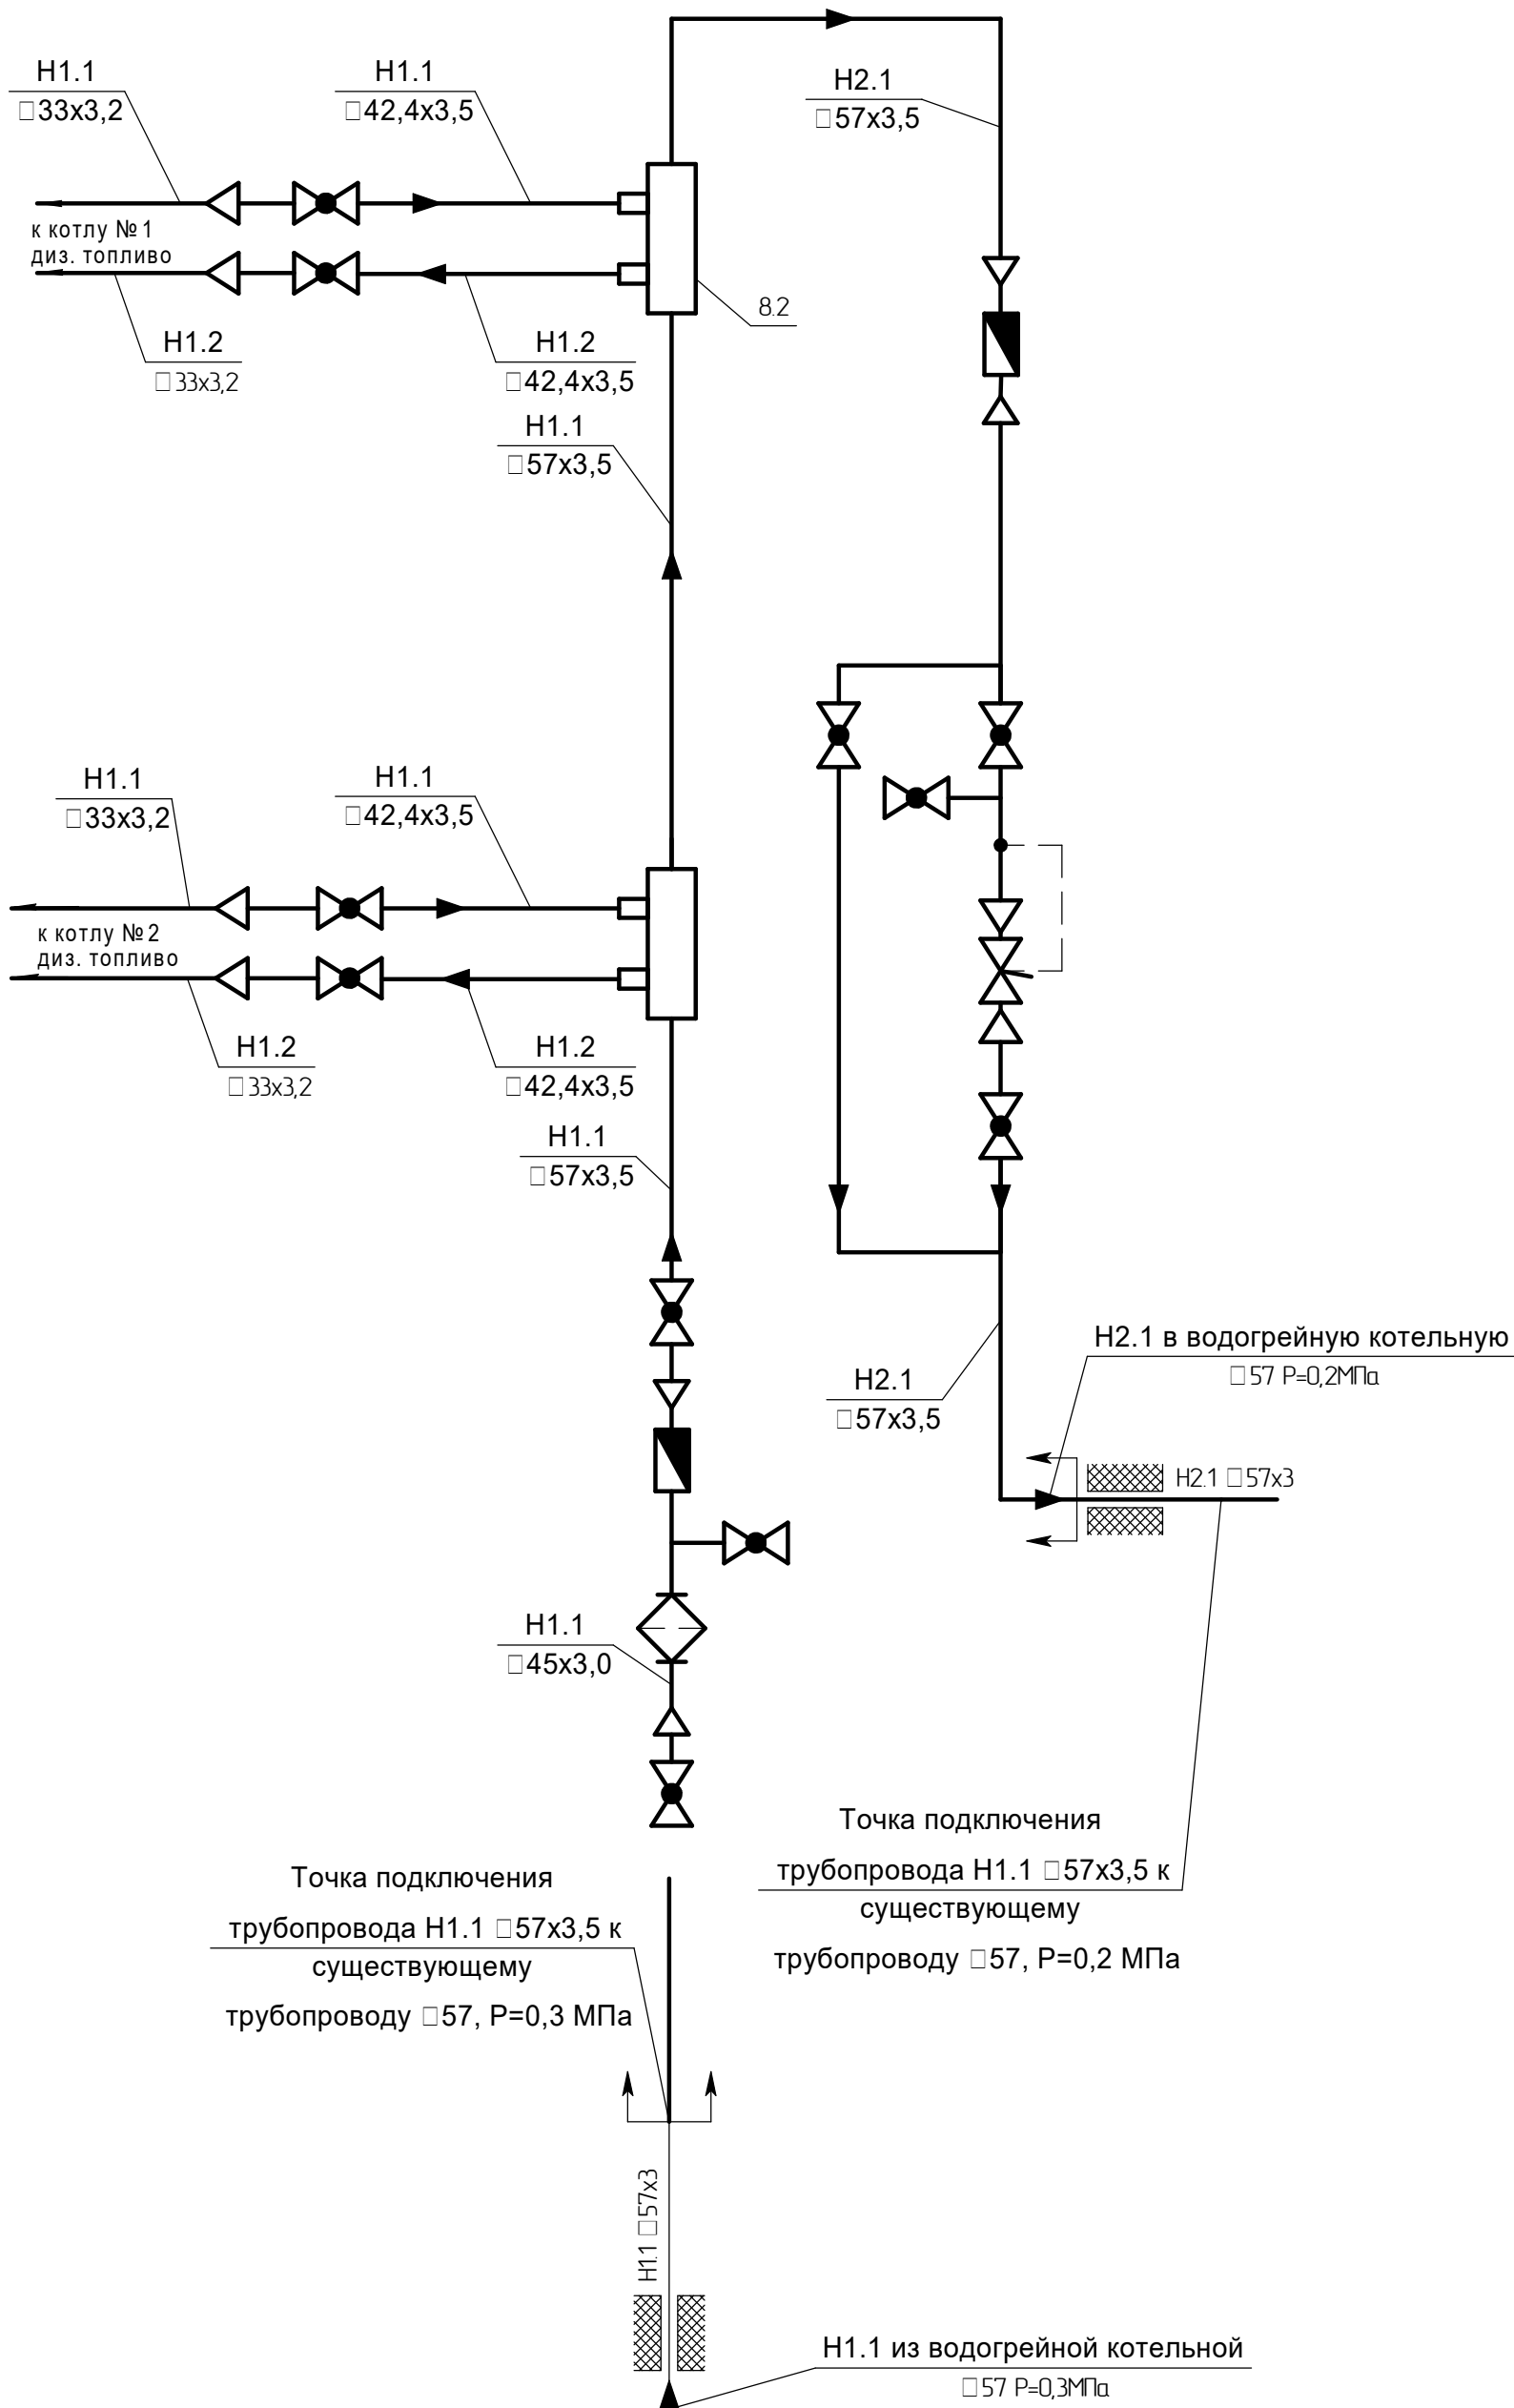 Н1.1
□33х3,2
Н1.1
□42,4х3,5
Н2.1
□57х3,5
к котлу №1
диз. топливо
8.2
Н1.2
□33х3,2
Н1.2
□42,4х3,5
Н1.1
□57х3,5
Н1.1
□33х3,2
Н1.1
□42,4х3,5
к котлу №2
диз. топливо
Н1.2
□33х3,2
Н1.2
□42,4х3,5
Н1.1
□57х3,5
Н2.1 в водогрейную котельную
□57 Р=0,2МПа
Н2.1
□57х3,5
Н2.1 □57х3
Н1.1
□45х3,0
Точка подключения
трубопровода Н1.1 □57х3,5 к
существующему
трубопроводу □57, Р=0,2 МПа
Точка подключения
трубопровода Н1.1 □57х3,5 к
существующему
трубопроводу □57, Р=0,3 МПа
Н1.1 □57х3
Н1.1 из водогрейной котельной
□57 Р=0,3МПа